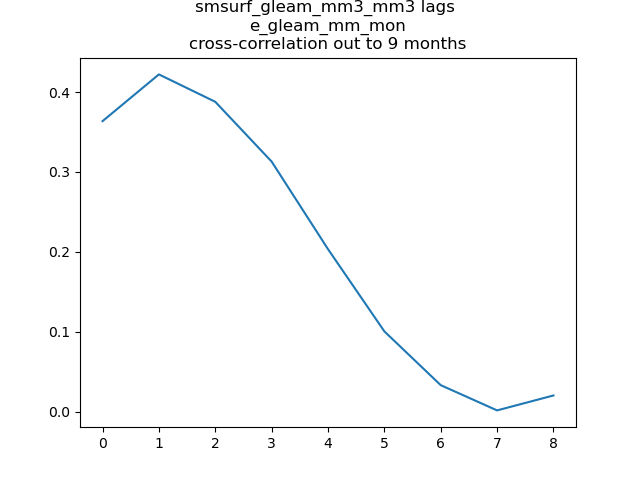 smsurf_gleam_mm3_mm3 lags
e_gleam_mm_mon
cross-correlation out to 9 months
0.4
0.3
0.2
0.1
0.0
0 1 2 3 4 5 6 7 8